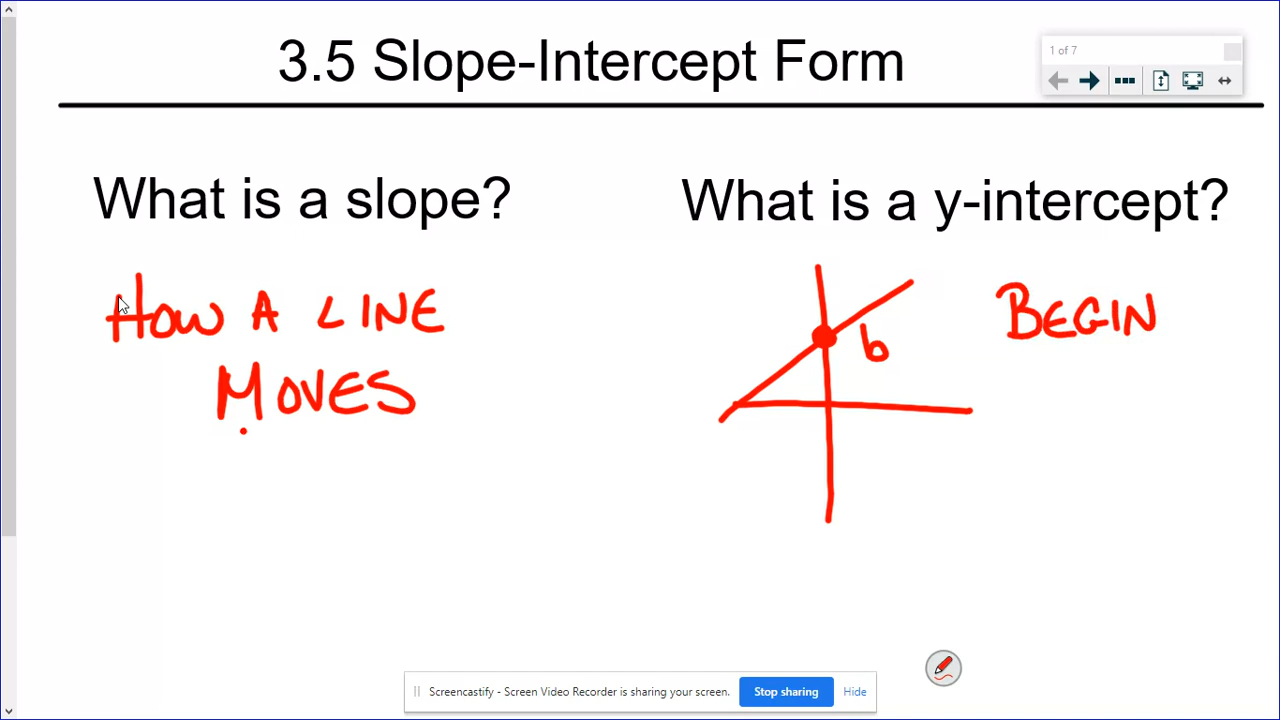 3.5 Slope-Intercept Form
1 of 7
What is a slope?
What is a y-intercept?
HOW A LINE
MOVES
b
BEGIN
Screencastify - Screen Video Recorder is sharing your screen.
Stop sharing
Hide